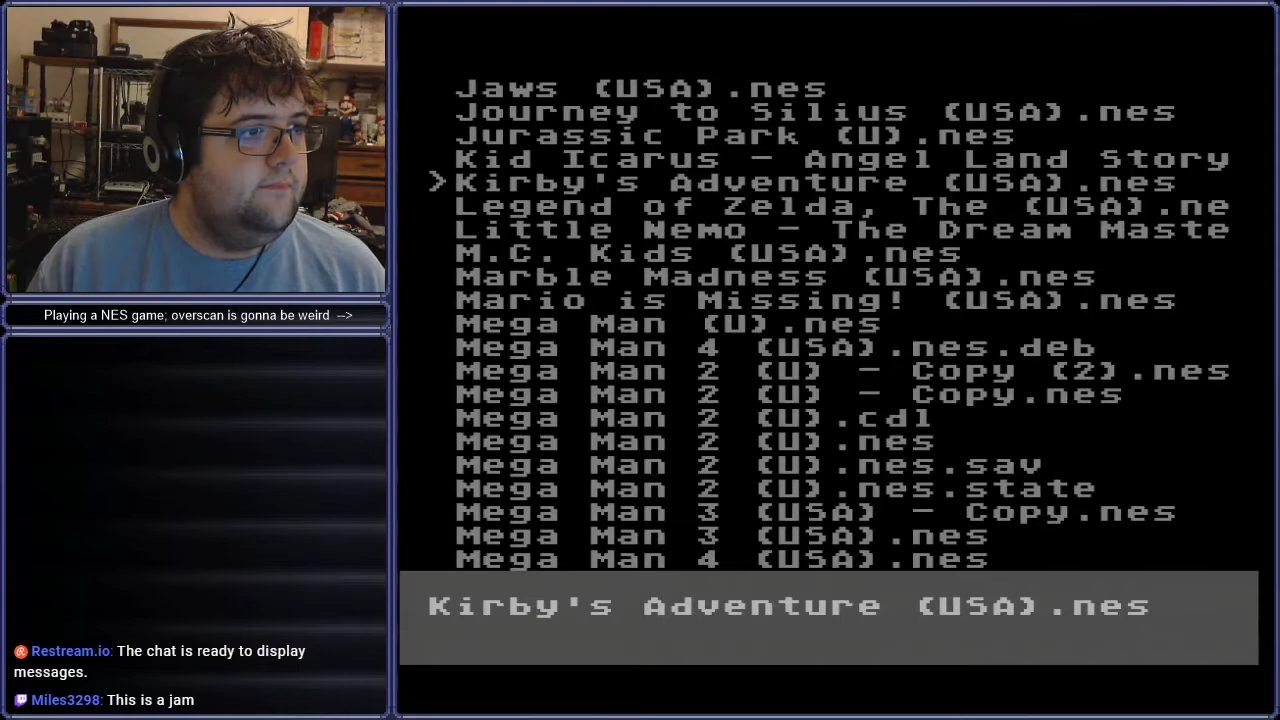 Jaws (USA).nes
Journey to Silius (USA).nes
Jurassic Park (U).nes
Kid Icarus - Angel Land Story
>Kirby's Adventure (USA).nes
Legend of Zelda, The (USA).ne
Little Nemo - The Dream Maste
M.C. Kids (USA).nes
Marble Madness (USA).nes
Mario is Missing! (USA).nes
Mega Man (U).nes
Mega Man 4 (USA).nes.deb
Mega Man 2 (U) - Copy (2).nes
Mega Man 2 (U) - Copy.nes
Mega Man 2 (U).cdl
Mega Man 2 (U).nes
Mega Man 2 (U).nes.sav
Mega Man 2 (U).nes.state
Mega Man 3 (USA) - Copy.nes
Mega Man 3 (USA).nes
Mega Man 4 (USA).nes
Kirby's Adventure (USA).nes
Playing a NES game; overscan is gonna be weird -->
Restream.io: The chat is ready to display
messages.
Miles3298: This is a jam